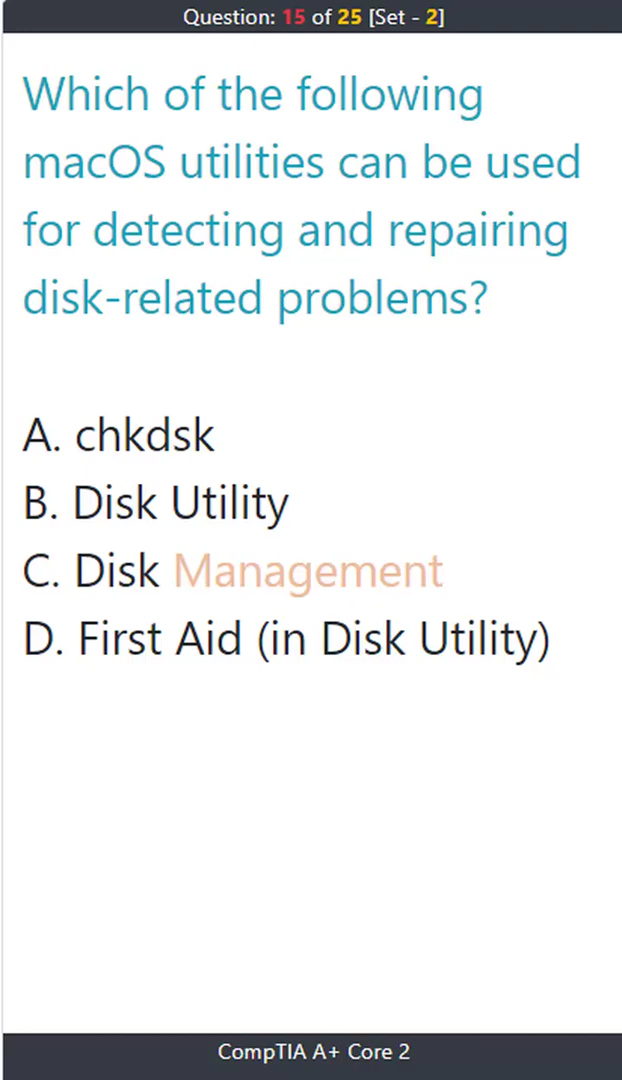 Question: 15 of 25 [Set - 2]
Which of the following
macOS utilities can be used
for detecting and repairing
disk-related problems?
A. chkdsk
B. Disk Utility
C. Disk Management
D. First Aid (in Disk Utility)
CompTIA A+ Core 2